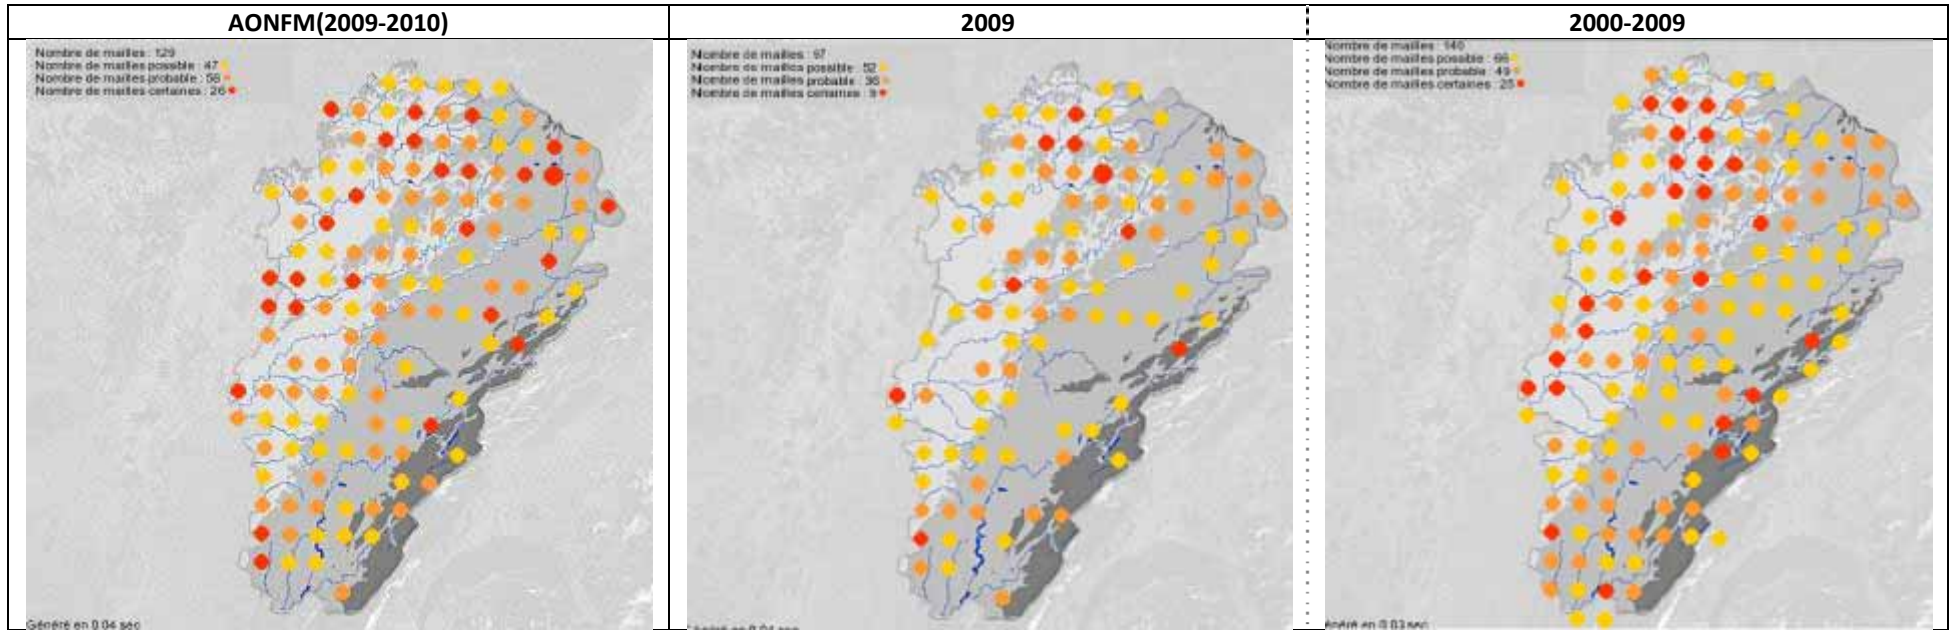 AONFM(2009-2010)
Nombre de mailles : 129
Nombre de mailles possible : 47
Nombre de mailles probable : 56
Nombre de mailles certaines : 26
Généré en 0.04 sec
2009
Nombre de mailles : 97
Nombre de mailles possible : 52
Nombre de mailles probable : 36
Nombre de mailles certaines : 9
2000-2009
Nombre de mailles : 140
Nombre de mailles possible : 66
Nombre de mailles probable : 49
Nombre de mailles certaines : 25
énéré en 0.03 sec